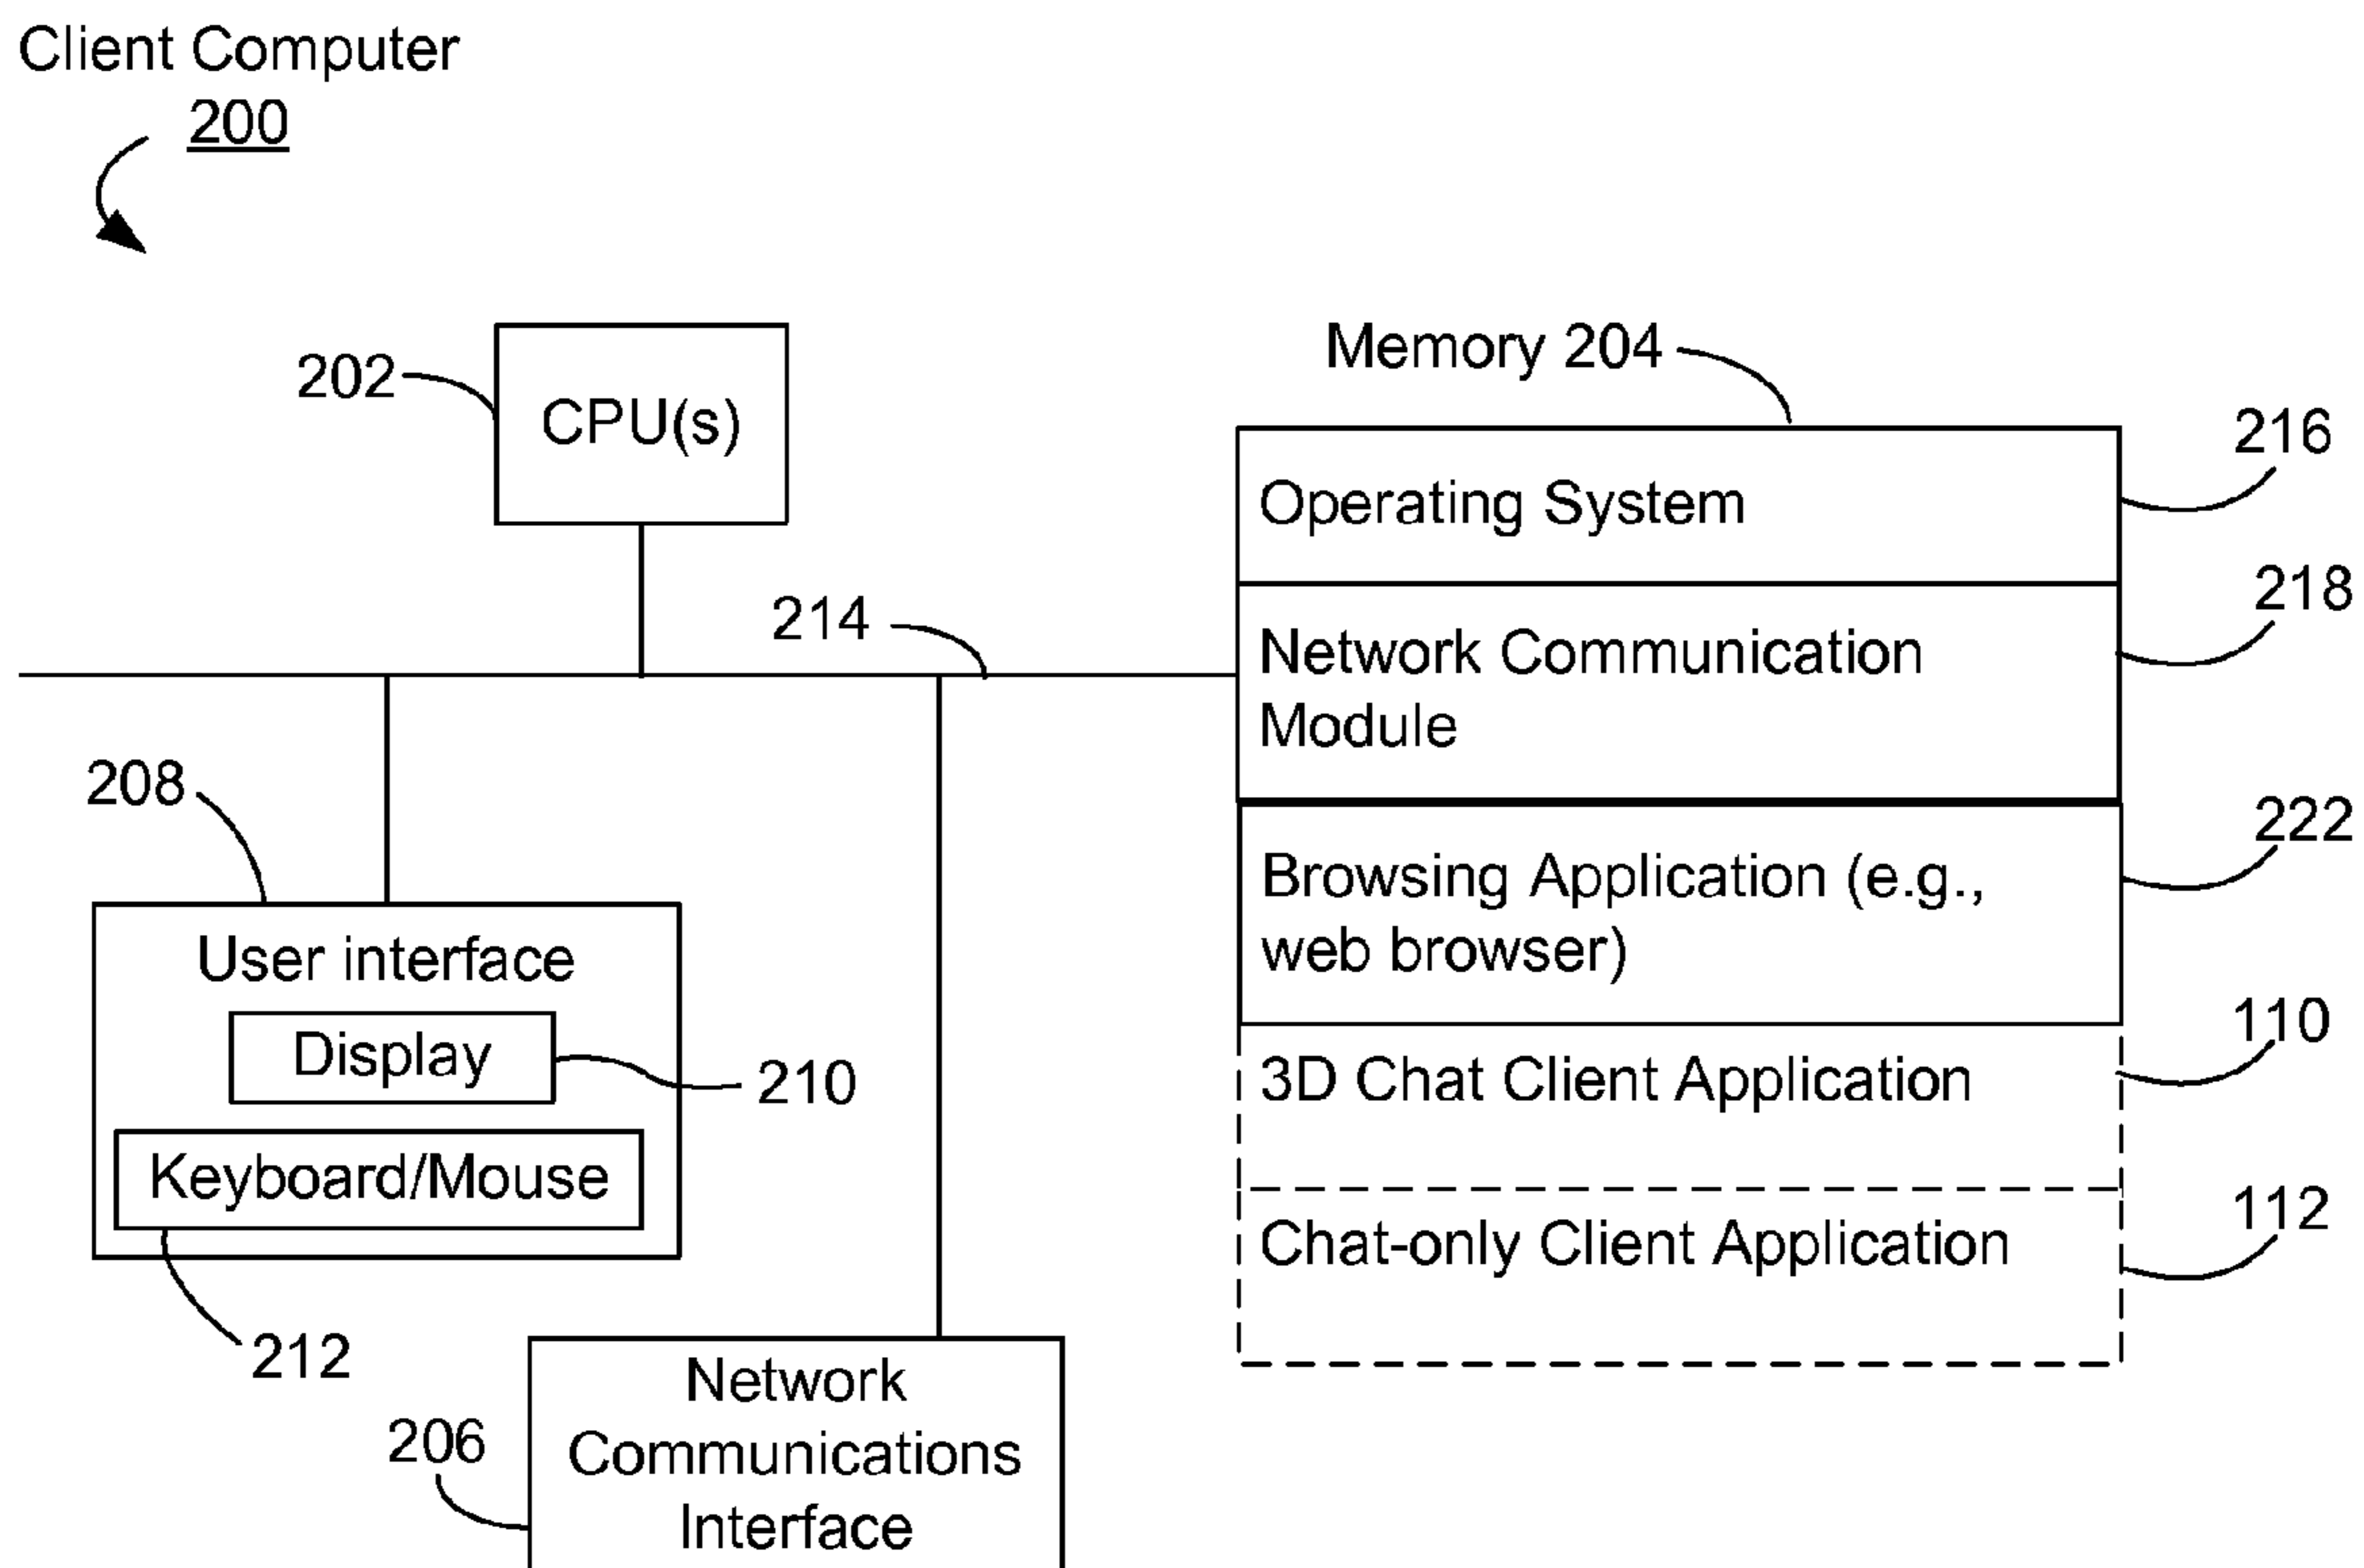 Client Computer
200
202
CPU(s)
Memory 204
216
Operating System
214
218
Network Communication
Module
208
222
Browsing Application (e.g.,
web browser)
User interface
Display
210
Keyboard/Mouse
212
110
3D Chat Client Application
112
Chat-only Client Application
206
Network
Communications
Interface